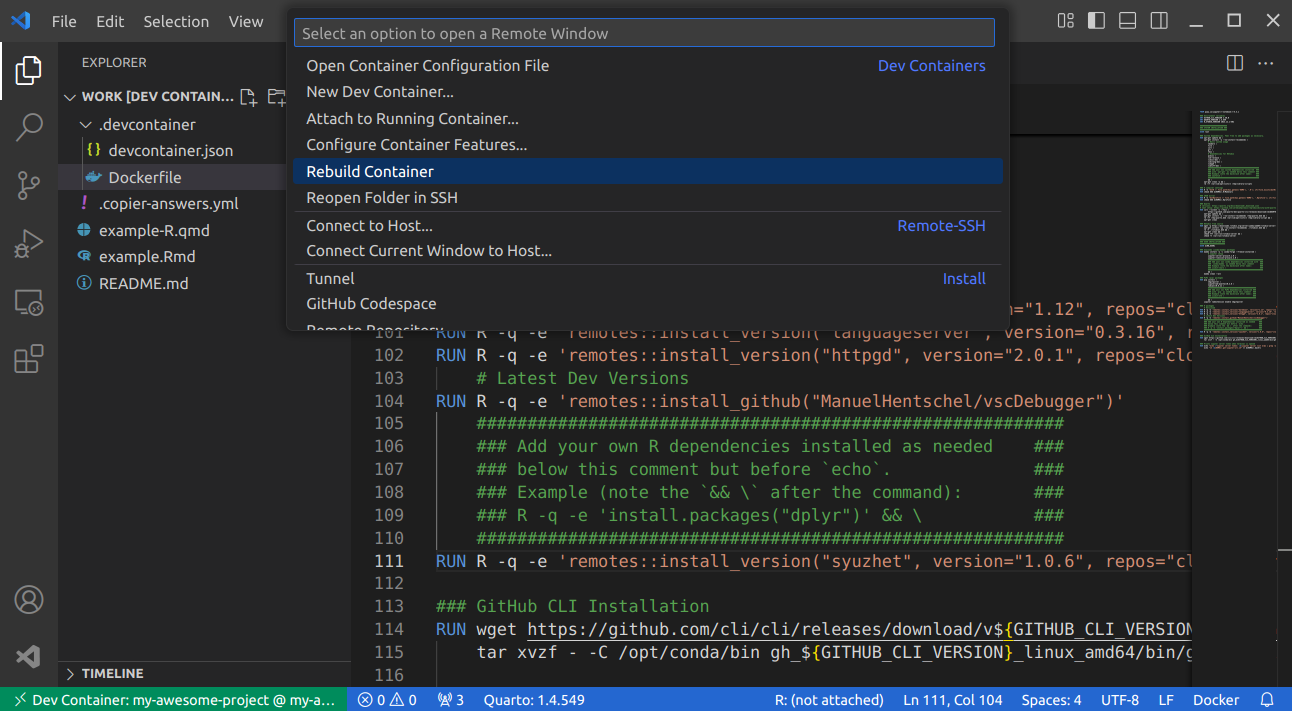 File Edit Selection View
Select an option to open a Remote Window
Open Container Configuration File Dev Containers
New Dev Container...
Attach to Running Container...
Configure Container Features...
Rebuild Container
Reopen Folder in SSH
Connect to Host... Remote-SSH
Connect Current Window to Host...
Tunnel Install
GitHub Codespace
Remote Repository
EXPLORER
WORK [DEV CONTAIN...
.devcontainer
{} devcontainer.json
Dockerfile
! .copier-answers.yml
example-R.qmd
example.Rmd
README.md
TIMELINE
="1.12", repos="cl
101 RUN R -q -e 'remotes::install_version("languageserver", version="0.3.16", r
102 RUN R -q -e 'remotes::install_version("httpgd", version="2.0.1", repos="clo
103 # Latest Dev Versions
104 RUN R -q -e 'remotes::install_github("ManuelHentschel/vscDebugger")'
105 ##########################################################
106 ### Add your own R dependencies installed as needed ###
107 ### below this comment but before `echo`. ###
108 ### Example (note the `&& \` after the command): ###
109 ### R -q -e 'install.packages("dplyr")' && \ ###
110 ##########################################################
111 RUN R -q -e 'remotes::install_version("syuzhet", version="1.0.6", repos="cl
112
113 ### GitHub CLI Installation
114 RUN wget https://github.com/cli/cli/releases/download/v${GITHUB_CLI_VERSION
115 tar xvzf - -C /opt/conda/bin gh_${GITHUB_CLI_VERSION}_linux_amd64/bin/g
116
Dev Container: my-awesome-project @ my-a... 0 0 3 Quarto: 1.4.549 R: (not attached) Ln 111, Col 104 Spaces: 4 UTF-8 LF Docker